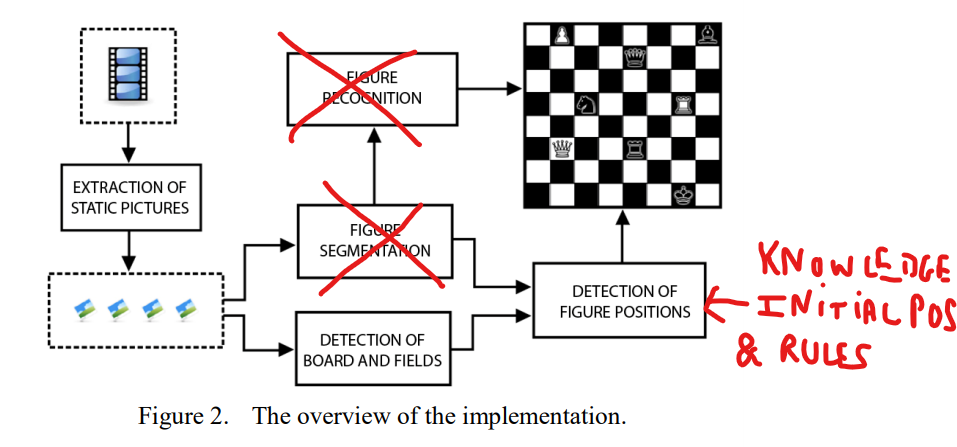 FIGURE
RECOGNITION
EXTRACTION OF
STATIC PICTURES
FIGURE
SEGMENTATION
DETECTION OF
FIGURE POSITIONS
DETECTION OF
BOARD AND FIELDS
KNOWLEDGE
INITIAL POS
& RULES
Figure 2. The overview of the implementation.